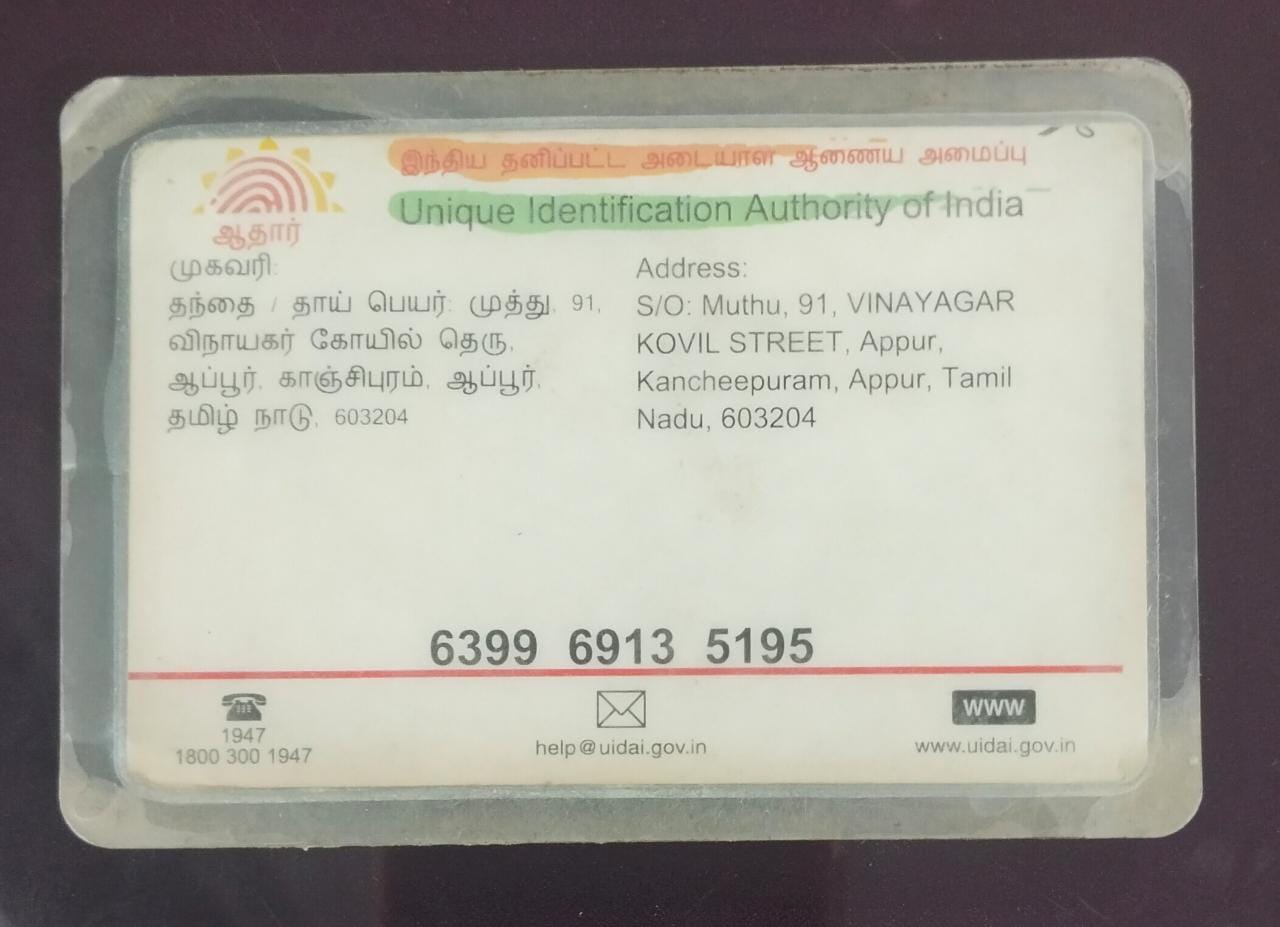 இந்திய தனிப்பட்ட அடையாள ஆணைய அமைப்பு
Unique Identification Authority of India
ஆதார்
முகவரி:
தந்தை / தாய் பெயர்: முத்து, 91,
விநாயகர் கோயில் தெரு,
ஆப்பூர், காஞ்சிபுரம், ஆப்பூர்,
தமிழ் நாடு, 603204
Address:
S/O: Muthu, 91, VINAYAGAR
KOVIL STREET, Appur,
Kancheepuram, Appur, Tamil
Nadu, 603204
6399 6913 5195
1947
1800 300 1947
help@uidai.gov.in
www
www.uidai.gov.in